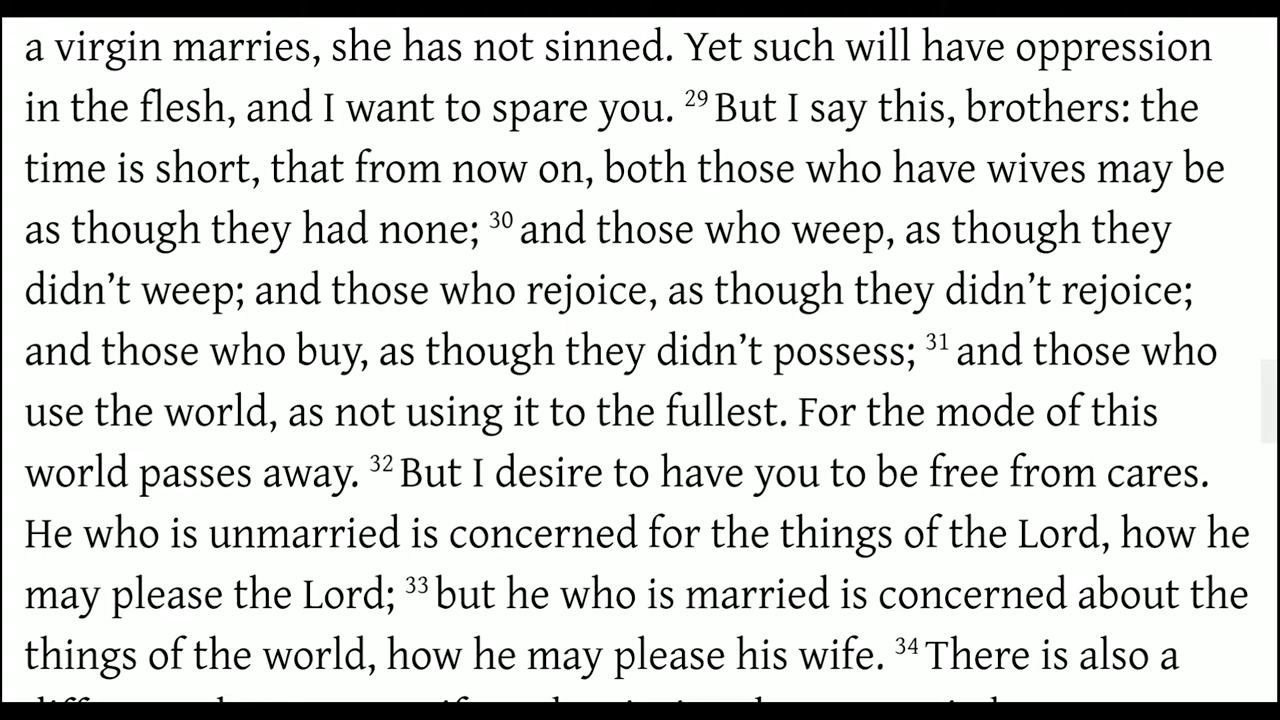 a virgin marries, she has not sinned. Yet such will have oppression
in the flesh, and I want to spare you. 29 But I say this, brothers: the
time is short, that from now on, both those who have wives may be
as though they had none; 30 and those who weep, as though they
didn’t weep; and those who rejoice, as though they didn’t rejoice;
and those who buy, as though they didn’t possess; 31 and those who
use the world, as not using it to the fullest. For the mode of this
world passes away. 32 But I desire to have you to be free from cares.
He who is unmarried is concerned for the things of the Lord, how he
may please the Lord; 33 but he who is married is concerned about the
things of the world, how he may please his wife. 34 There is also a